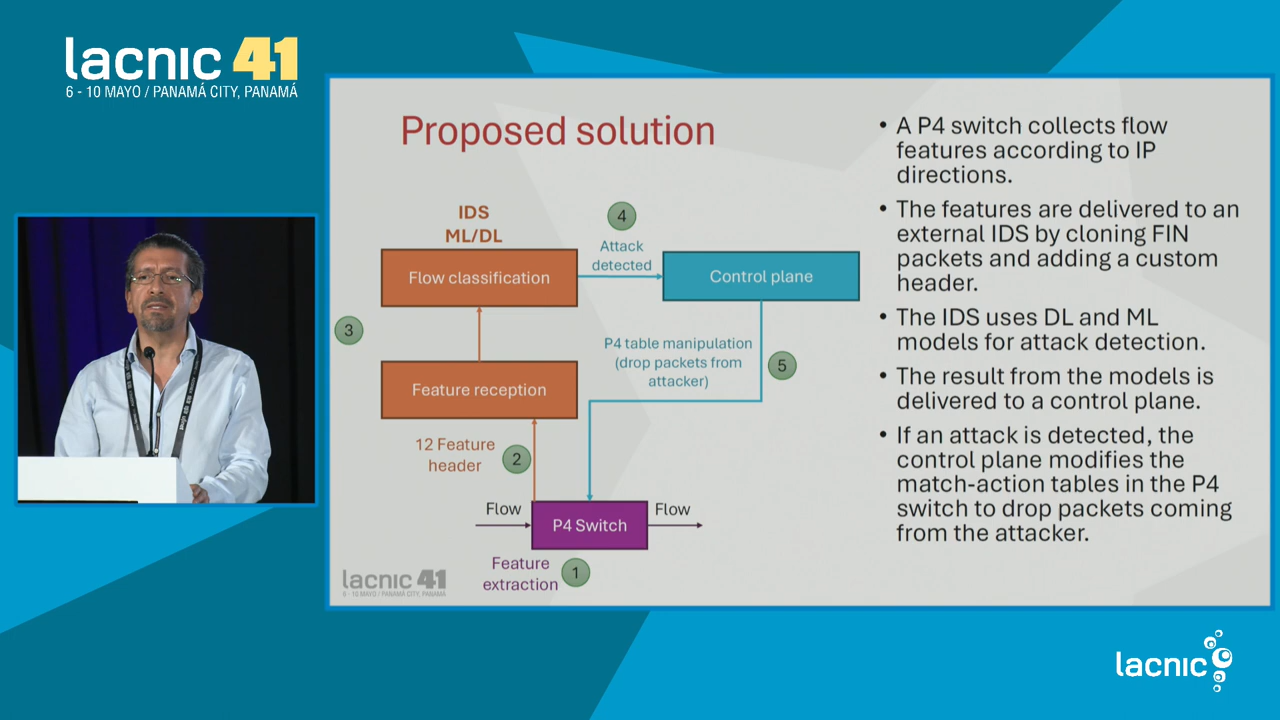 lacnic 41
6 - 10 MAYO / PANAMÁ CITY, PANAMÁ
Proposed solution
IDS
ML/DL
Flow classification
4
Attack
detected
Control plane
3
P4 table manipulation
(drop packets from
attacker)
5
Feature reception
12 Feature
header
2
Flow
P4 Switch
Flow
Feature
extraction
1
lacnic 41
6 - 10 MAYO / PANAMÁ CITY, PANAMÁ
• A P4 switch collects flow
features according to IP
directions.
• The features are delivered to an
external IDS by cloning FIN
packets and adding a custom
header.
• The IDS uses DL and ML
models for attack detection.
• The result from the models is
delivered to a control plane.
• If an attack is detected, the
control plane modifies the
match-action tables in the P4
switch to drop packets coming
from the attacker.
lacnic